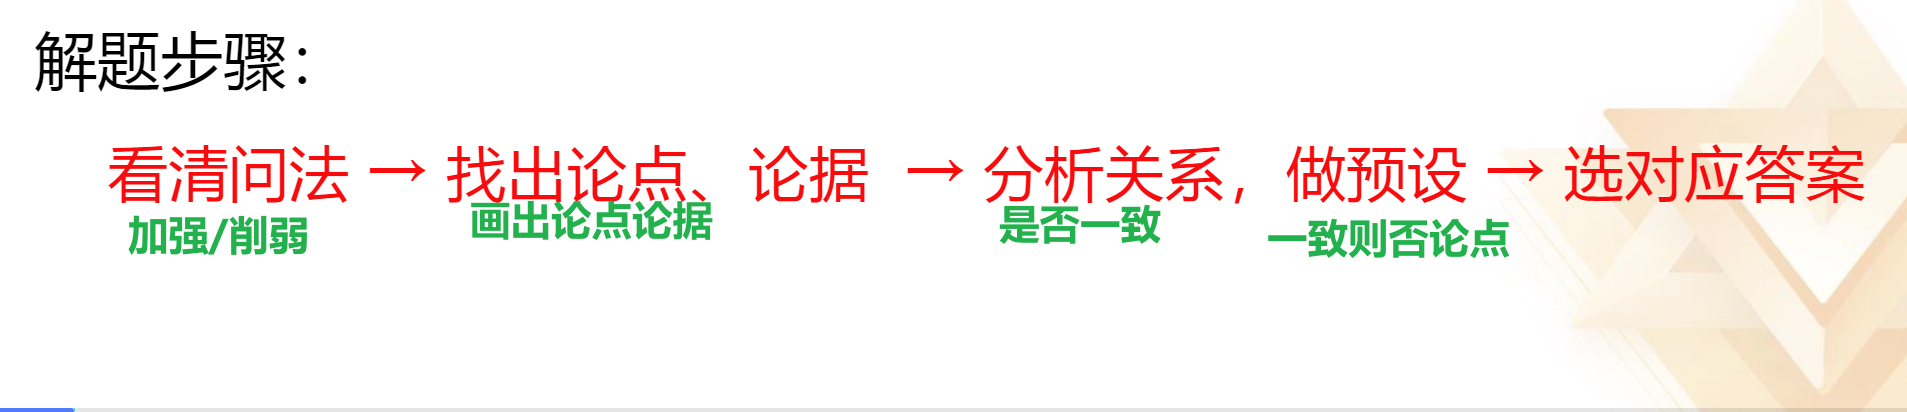 解题步骤：
看清问法 → 找出论点、论据 → 分析关系，做预设 → 选对应答案
加强/削弱 画出论点论据 是否一致 一致则否论点